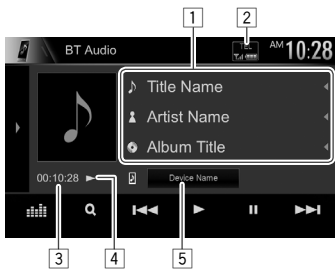 1 2
BT Audio TEL AM 10:28
Title Name
Artist Name
Album Title
00:10:28 Device Name
3 4 5